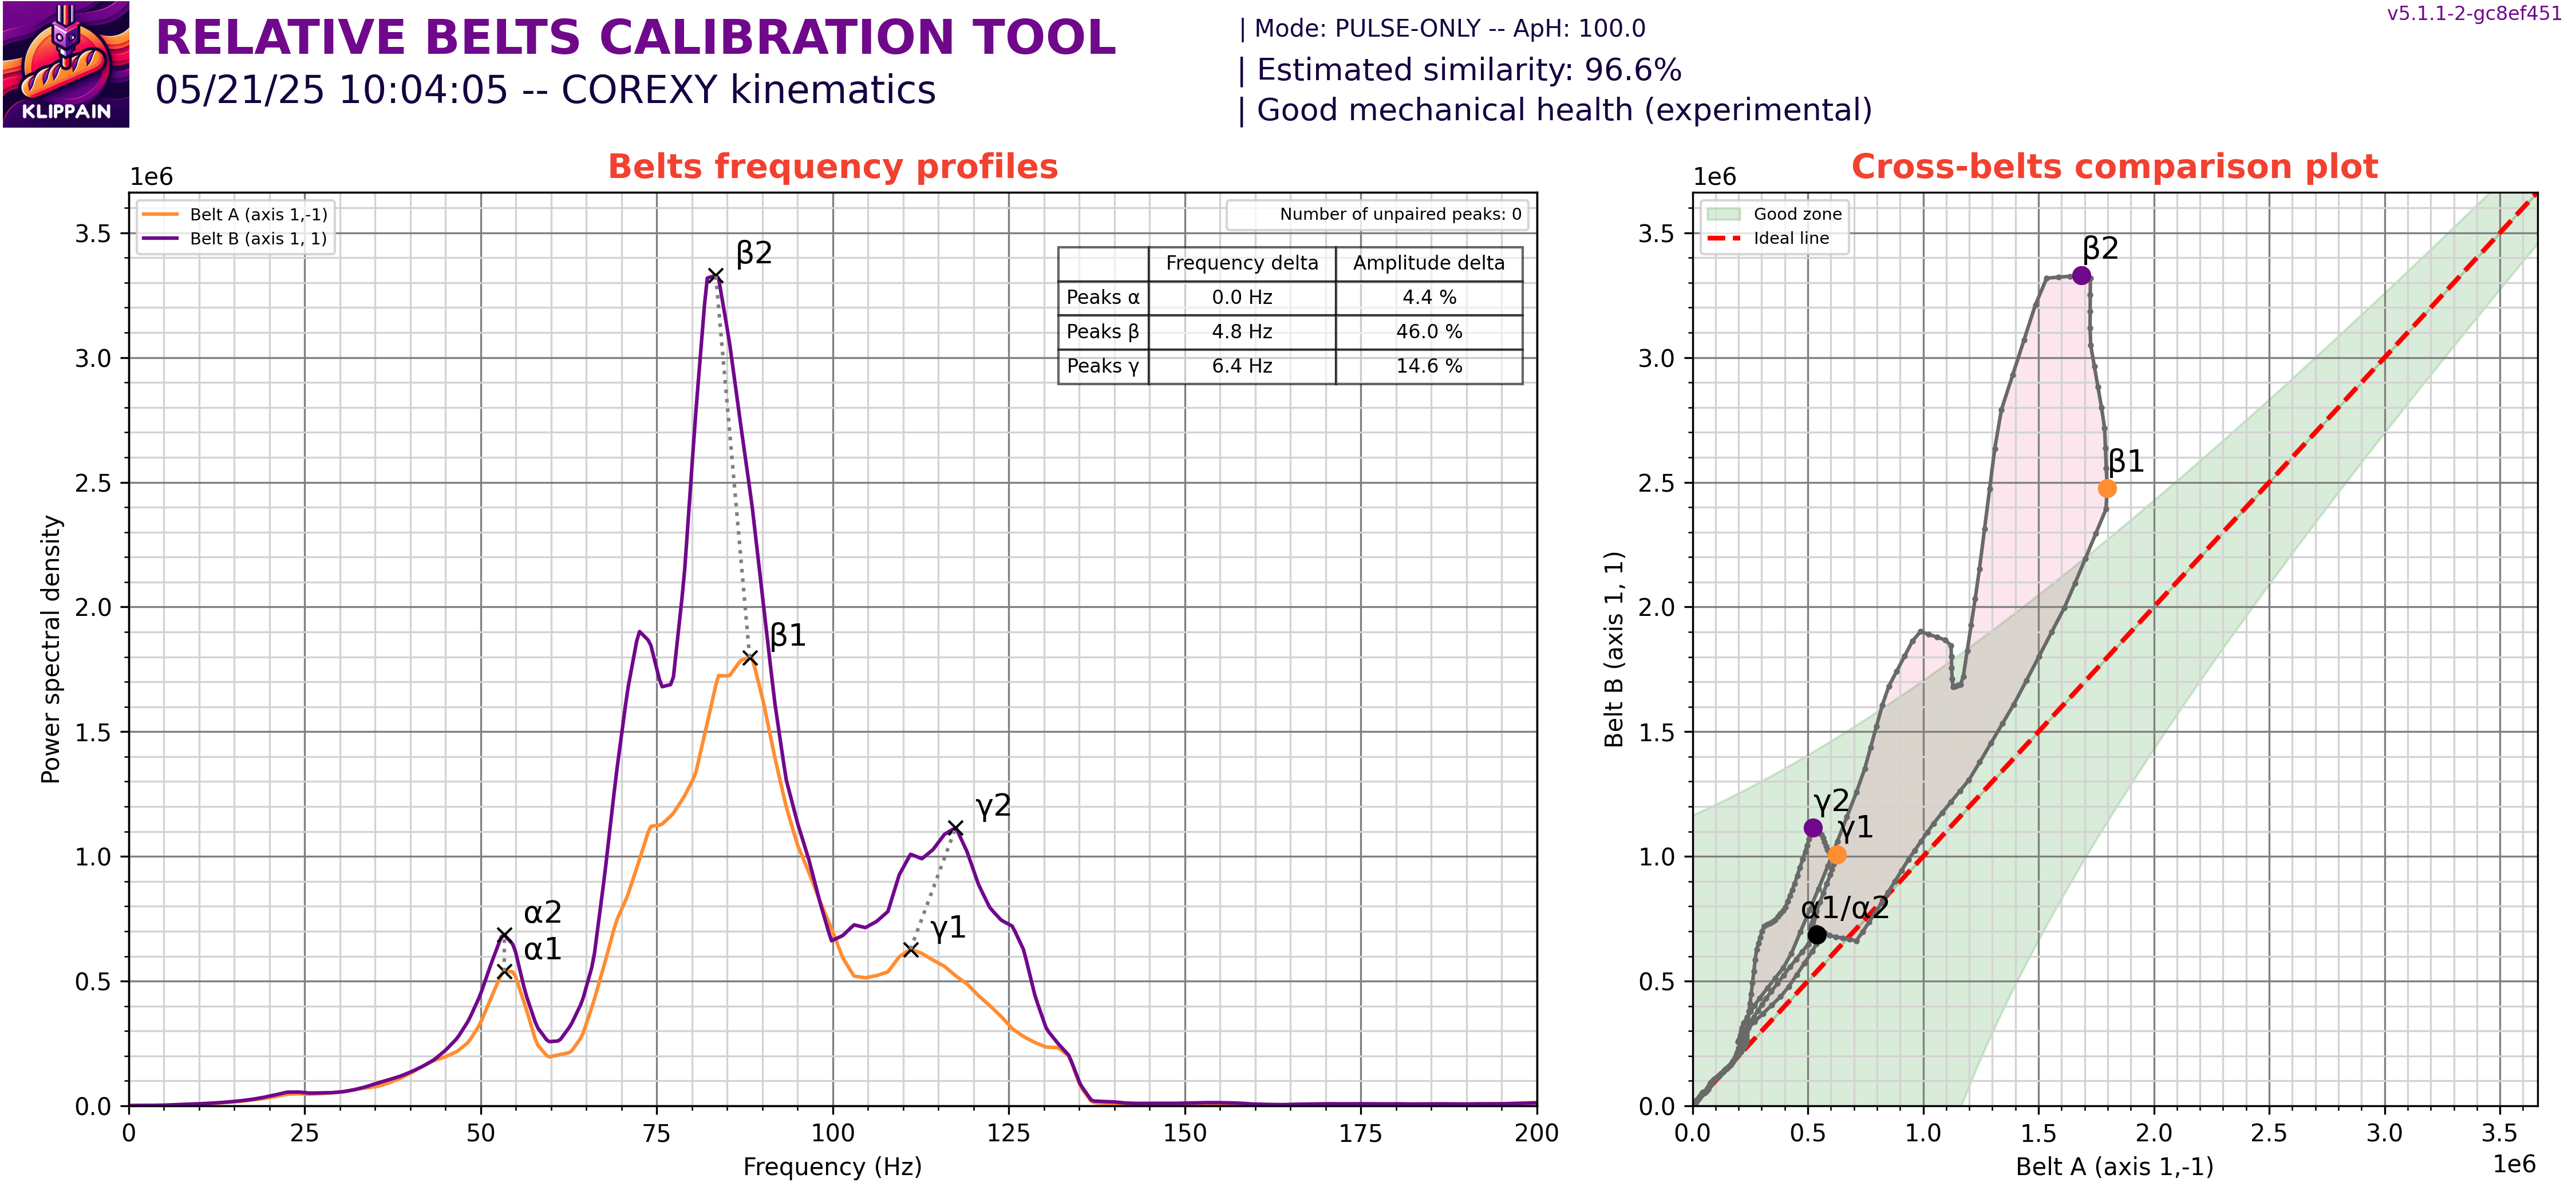 v5.1.1-2-gc8ef451
KLIPPAIN
RELATIVE BELTS CALIBRATION TOOL
05/21/25 10:04:05 -- COREXY kinematics
| Mode: PULSE-ONLY -- ApH: 100.0
| Estimated similarity: 96.6%
| Good mechanical health (experimental)
Belts frequency profiles
1e6
Belt A (axis 1,-1)
Belt B (axis 1, 1)
Number of unpaired peaks: 0
Frequency delta Amplitude delta
Peaks α 0.0 Hz 4.4 %
Peaks β 4.8 Hz 46.0 %
Peaks γ 6.4 Hz 14.6 %
β2
β1
γ2
γ1
α2
α1
3.5
3.0
2.5
2.0
1.5
1.0
0.5
0.0
Power spectral density
0 25 50 75 100 125 150 175 200
Frequency (Hz)
Cross-belts comparison plot
1e6
Good zone
Ideal line
β2
β1
γ2
γ1
α1/α2
3.5
3.0
2.5
2.0
1.5
1.0
0.5
0.0
Belt B (axis 1, 1)
0.0 0.5 1.0 1.5 2.0 2.5 3.0 3.5
1e6
Belt A (axis 1,-1)